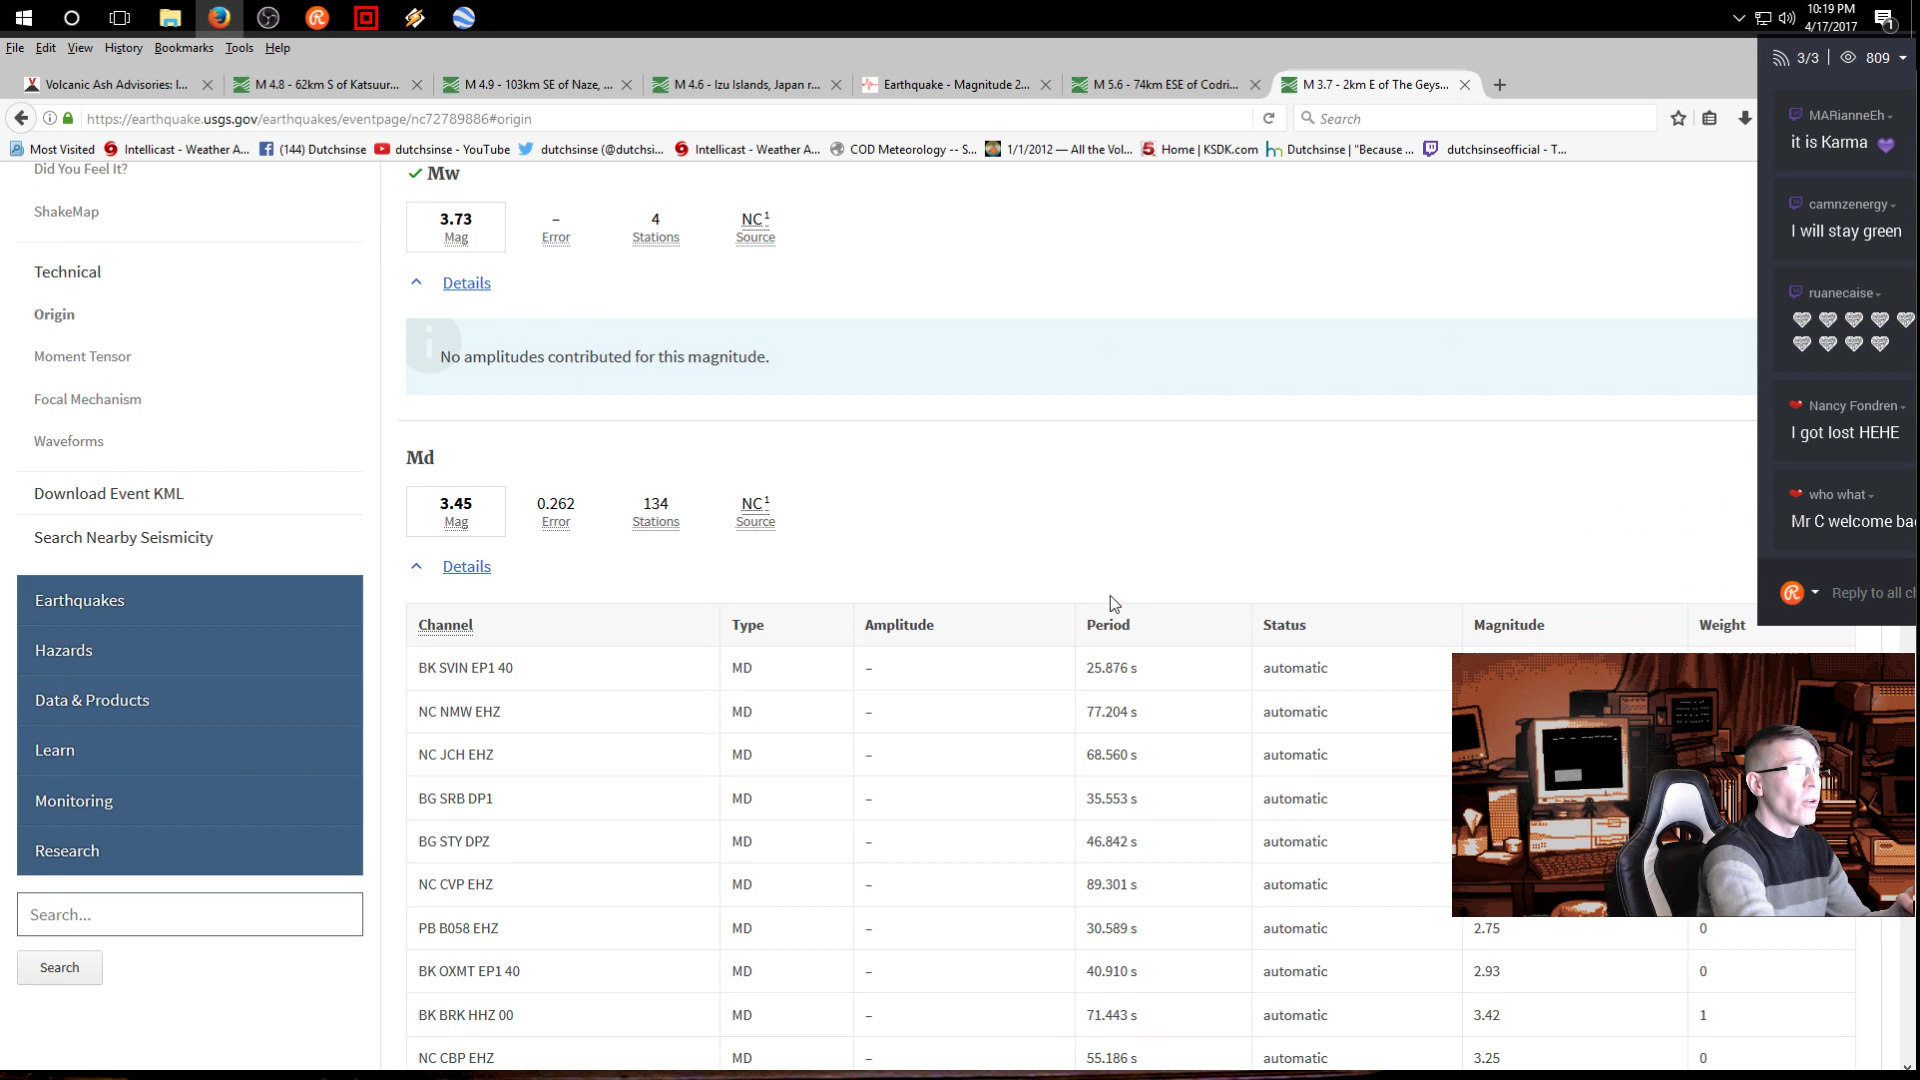 10:19 PM
4/17/2017
1
File Edit View History Bookmarks Tools Help
3/3 809
Volcanic Ash Advisories: I... M 4.8 - 62km S of Katsuur... M 4.9 - 103km SE of Naze, ... M 4.6 - Izu Islands, Japan r... Earthquake - Magnitude 2... M 5.6 - 74km ESE of Codri... M 3.7 - 2km E of The Geys...
https://earthquake.usgs.gov/earthquakes/eventpage/nc72789886#origin
Search
Most Visited Intellicast - Weather A... (144) Dutchsinse dutchsinse - YouTube dutchsinse (@dutchsi... Intellicast - Weather A... COD Meteorology -- S... 1/1/2012 — All the Vol... Home | KSDK.com Dutchsinse | "Because ... dutchsinseofficial - T...
MARianneEh
it is Karma
camnzenergy
I will stay green
ruanecaise
Nancy Fondren
I got lost HEHE
who what
Mr C welcome bac
Reply to all ch
Did You Feel It?
ShakeMap
Technical
Origin
Moment Tensor
Focal Mechanism
Waveforms
Download Event KML
Search Nearby Seismicity
Earthquakes
Hazards
Data & Products
Learn
Monitoring
Research
Search...
Search
Mw
3.73 – 4 NC1
Mag Error Stations Source
Details
No amplitudes contributed for this magnitude.
Md
3.45 0.262 134 NC1
Mag Error Stations Source
Details
Channel Type Amplitude Period Status Magnitude Weight
BK SVIN EP1 40 MD – 25.876 s automatic
NC NMW EHZ MD – 77.204 s automatic
NC JCH EHZ MD – 68.560 s automatic
BG SRB DP1 MD – 35.553 s automatic
BG STY DPZ MD – 46.842 s automatic
NC CVP EHZ MD – 89.301 s automatic
PB B058 EHZ MD – 30.589 s automatic 2.75 0
BK OXMT EP1 40 MD – 40.910 s automatic 2.93 0
BK BRK HHZ 00 MD – 71.443 s automatic 3.42 1
NC CBP EHZ MD – 55.186 s automatic 3.25 0